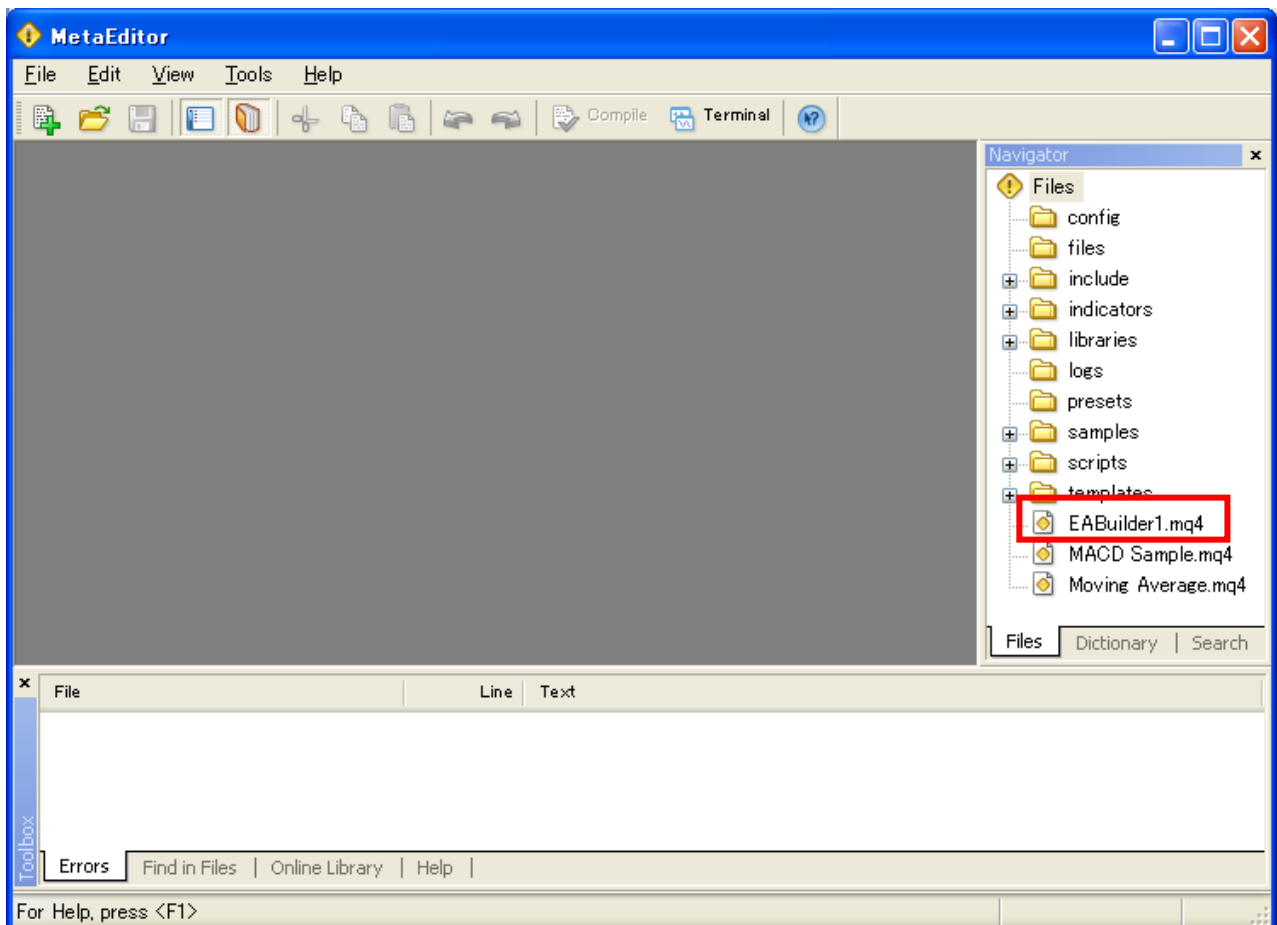 MetaEditor
File Edit View Tools Help
Compile Terminal
Navigator
Files
config
files
include
indicators
libraries
logs
presets
samples
scripts
templates
EABuilder1.mq4
MACD Sample.mq4
Moving Average.mq4
Files Dictionary | Search
File Line Text
Toolbox
Errors Find in Files | Online Library | Help |
For Help, press <F1>